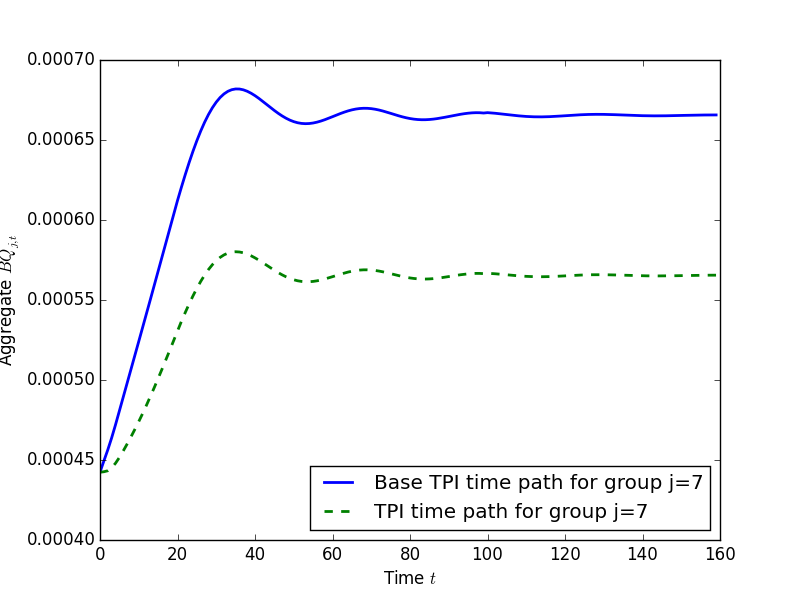 0.00070
0.00065
0.00060
0.00055
0.00050
0.00045
0.00040
Aggregate BQ_{j,t}
0 20 40 60 80 100 120 140 160
Time t
Base TPI time path for group j=7
TPI time path for group j=7